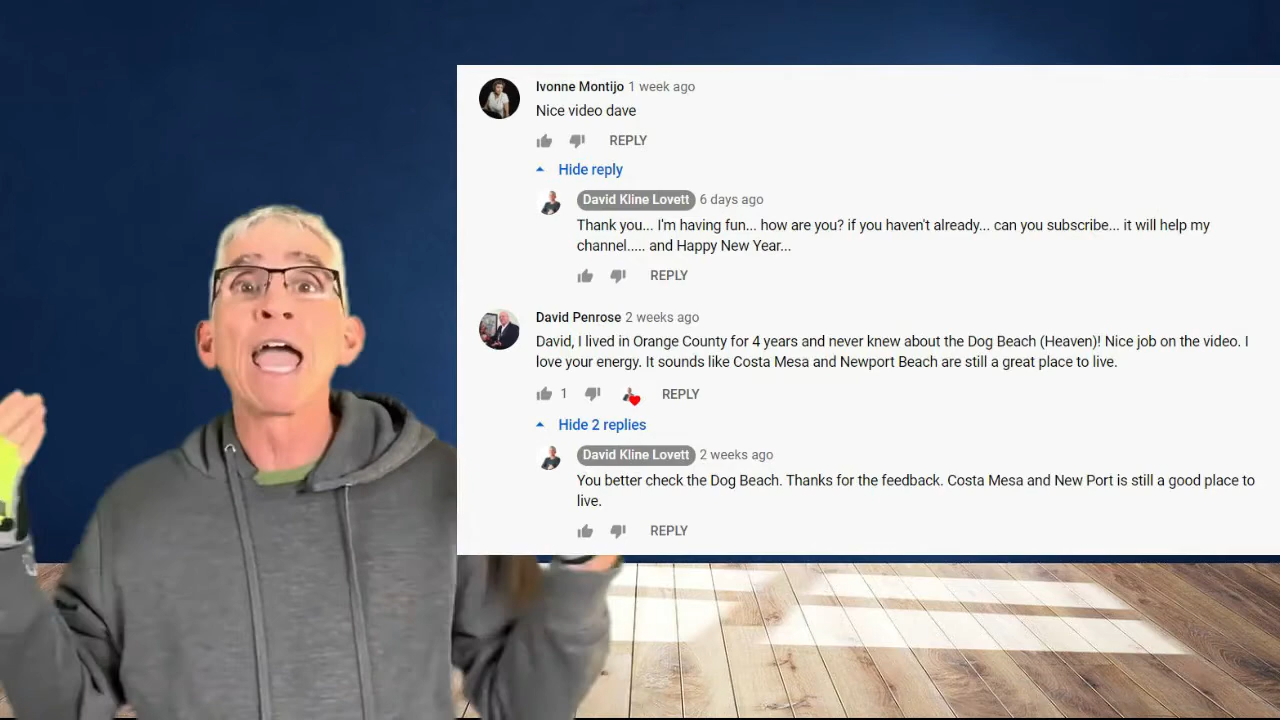 Ivonne Montijo 1 week ago
Nice video dave
REPLY
Hide reply
David Kline Lovett 6 days ago
Thank you... I'm having fun... how are you? if you haven't already... can you subscribe... it will help my
channel..... and Happy New Year...
REPLY
David Penrose 2 weeks ago
David, I lived in Orange County for 4 years and never knew about the Dog Beach (Heaven)! Nice job on the video. I
love your energy. It sounds like Costa Mesa and Newport Beach are still a great place to live.
1 REPLY
Hide 2 replies
David Kline Lovett 2 weeks ago
You better check the Dog Beach. Thanks for the feedback. Costa Mesa and New Port is still a good place to
live.
REPLY